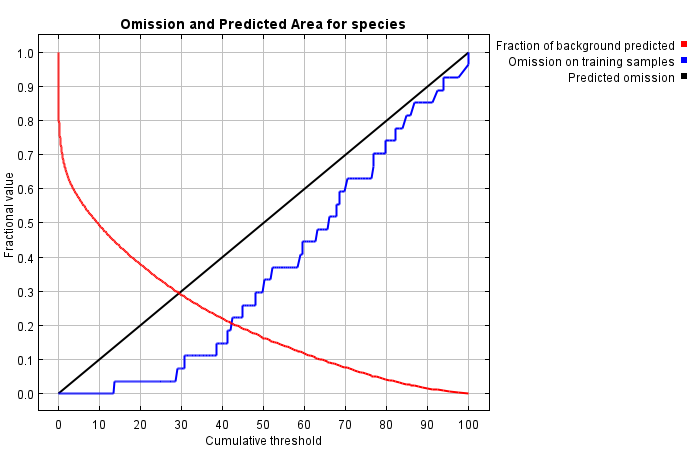 Omission and Predicted Area for species
Fraction of background predicted
Omission on training samples
Predicted omission
Fractional value
1.0
0.9
0.8
0.7
0.6
0.5
0.4
0.3
0.2
0.1
0.0
0 10 20 30 40 50 60 70 80 90 100
Cumulative threshold